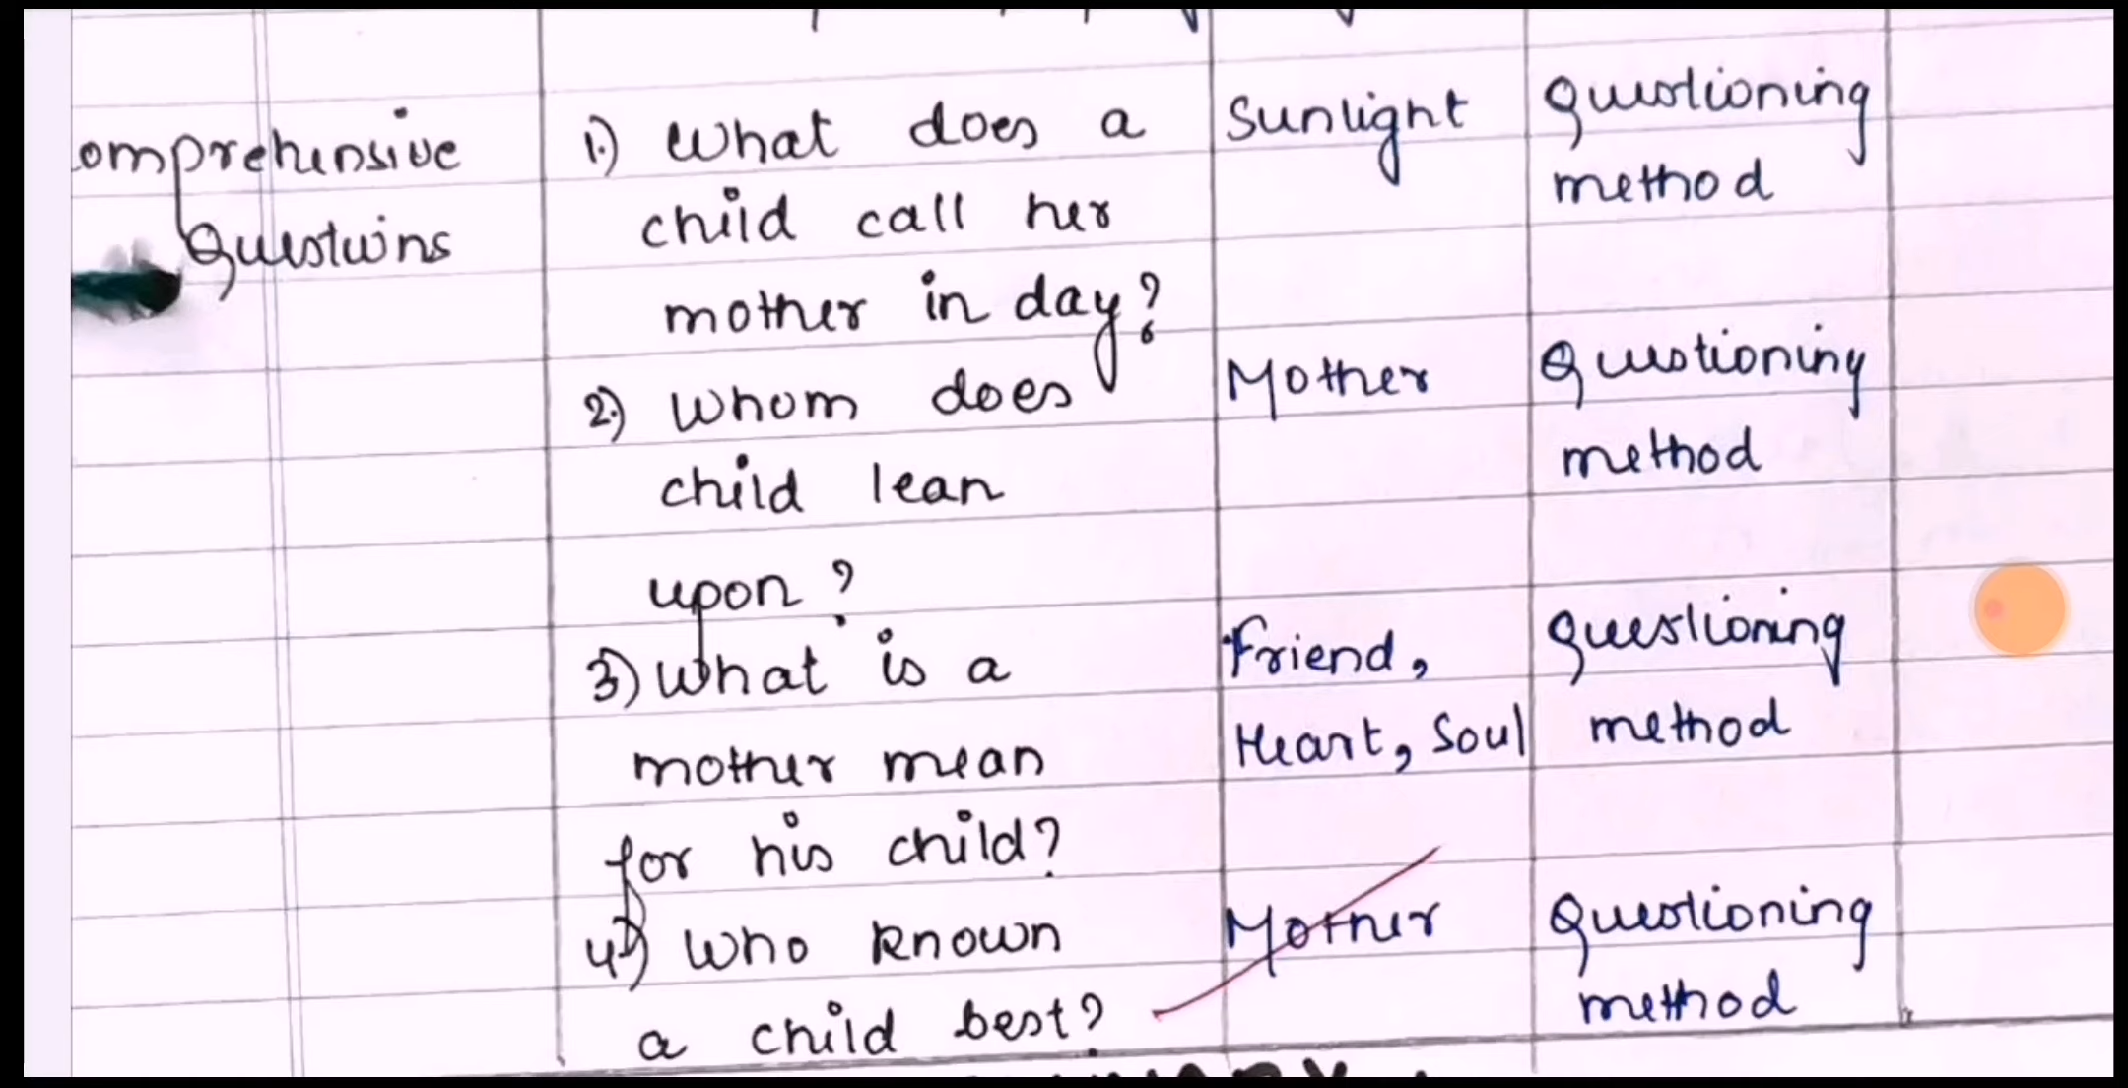 omprehensive
Questions
1.) What does a
child call her
mother in day?
Sunlight
Questioning
method
2.) Whom does
child lean
upon?
Mother
Questioning
method
3) What is a
mother mean
for his child?
Friend,
Heart, Soul
Questioning
method
4) Who known
a child best?
Mother
Questioning
method